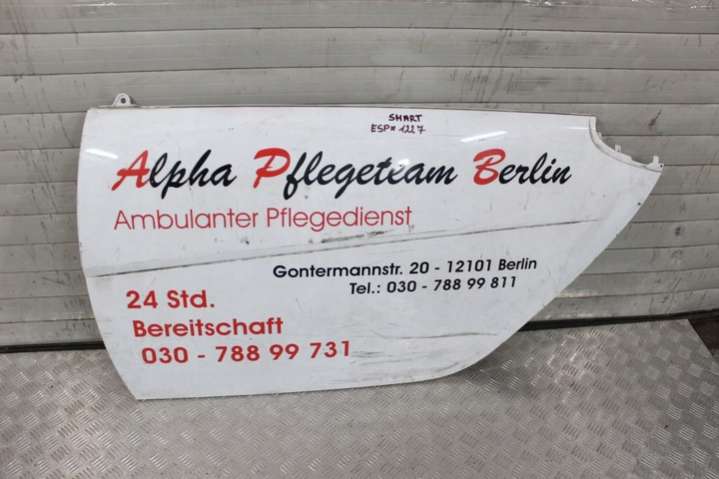 SMART
ESP# 1227
Alpha Pflegeteam Berlin
Ambulanter Pflegedienst
Gontermannstr. 20 - 12101 Berlin
Tel.: 030 - 788 99 811
24 Std.
Bereitschaft
030 - 788 99 731